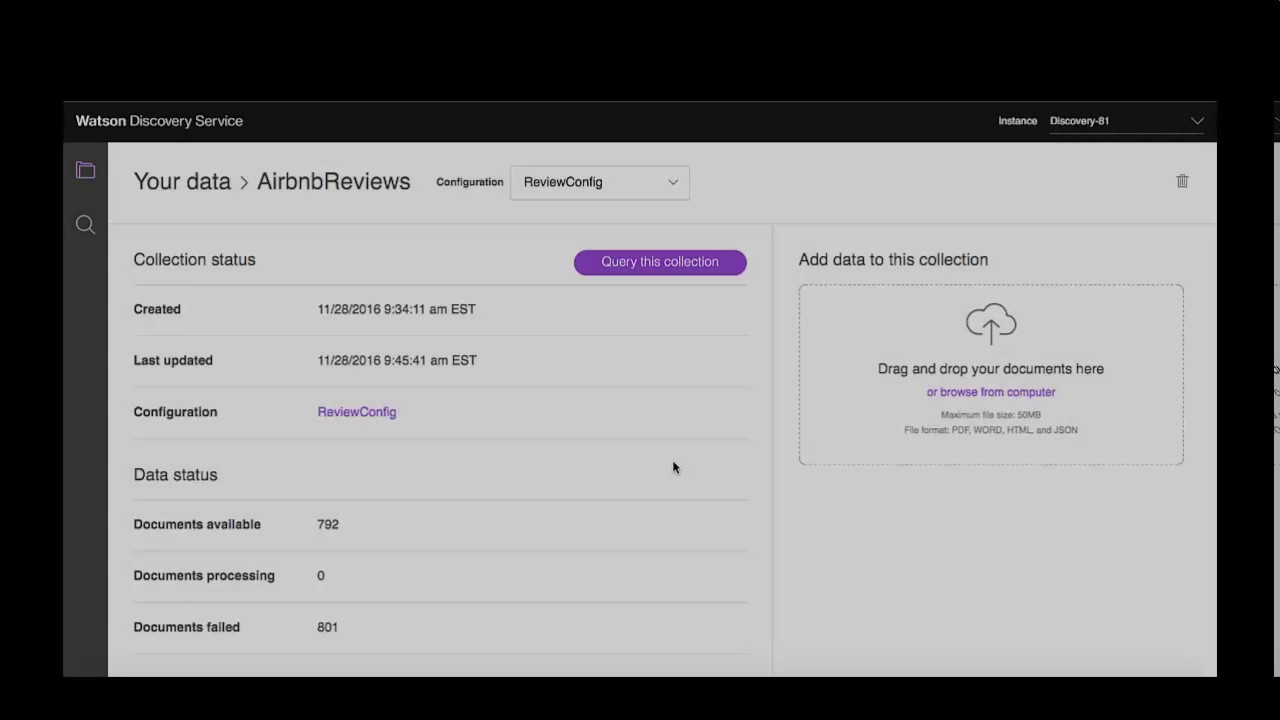 Watson Discovery Service
Instance Discovery-81
Your data > AirbnbReviews Configuration ReviewConfig
Collection status
Query this collection
Created 11/28/2016 9:34:11 am EST
Last updated 11/28/2016 9:45:41 am EST
Configuration ReviewConfig
Data status
Documents available 792
Documents processing 0
Documents failed 801
Add data to this collection
Drag and drop your documents here
or browse from computer
Maximum file size: 50MB
File format: PDF, WORD, HTML, and JSON